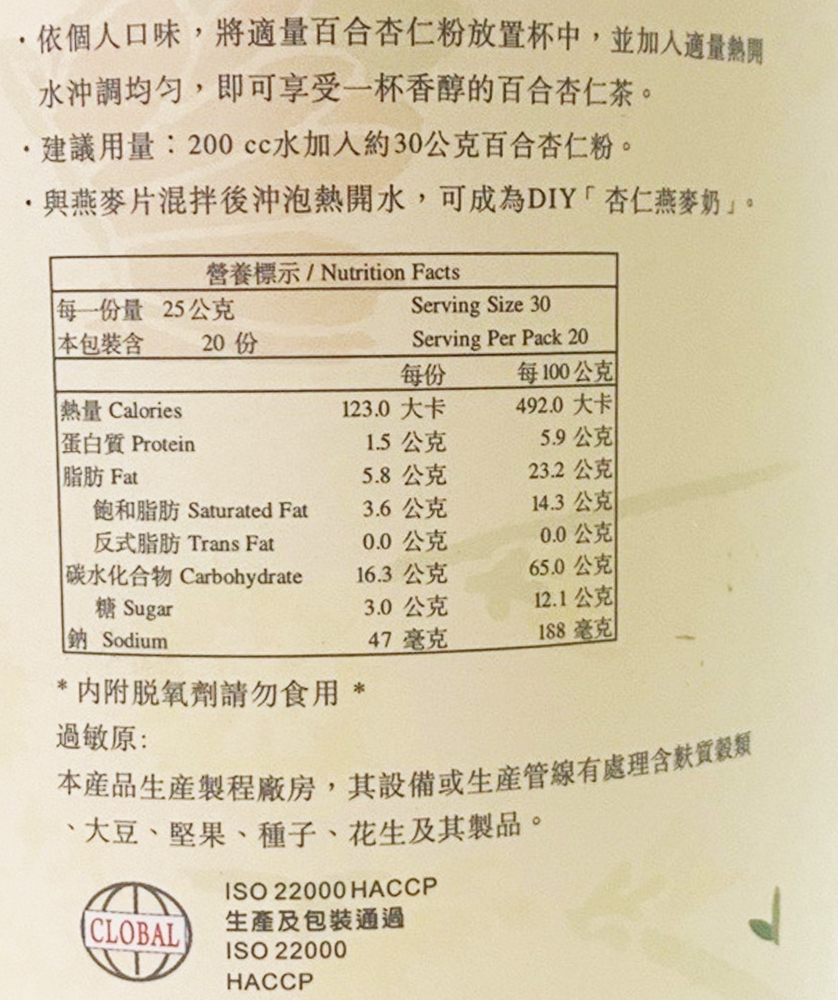 ·依個人口味，將適量百合杏仁粉放置杯中，並加入適量熱開
水沖調均勻，即可享受一杯香醇的百合杏仁茶。
·建議用量：200 cc水加入約30公克百合杏仁粉。
·與燕麥片混拌後沖泡熱開水，可成為DIY「杏仁燕麥奶」。
營養標示 / Nutrition Facts
每一份量 25公克 Serving Size 30
本包裝含 20 份 Serving Per Pack 20
每份 每100公克
熱量 Calories 123.0 大卡 492.0 大卡
蛋白質 Protein 1.5 公克 5.9 公克
脂肪 Fat 5.8 公克 23.2 公克
飽和脂肪 Saturated Fat 3.6 公克 14.3 公克
反式脂肪 Trans Fat 0.0 公克 0.0 公克
碳水化合物 Carbohydrate 16.3 公克 65.0 公克
糖 Sugar 3.0 公克 12.1 公克
鈉 Sodium 47 毫克 188 毫克
* 內附脫氧劑請勿食用 *
過敏原:
本產品生產製程廠房，其設備或生產管線有處理含麩質穀類
、大豆、堅果、種子、花生及其製品。
CLOBAL
ISO 22000 HACCP
生產及包裝通過
ISO 22000
HACCP